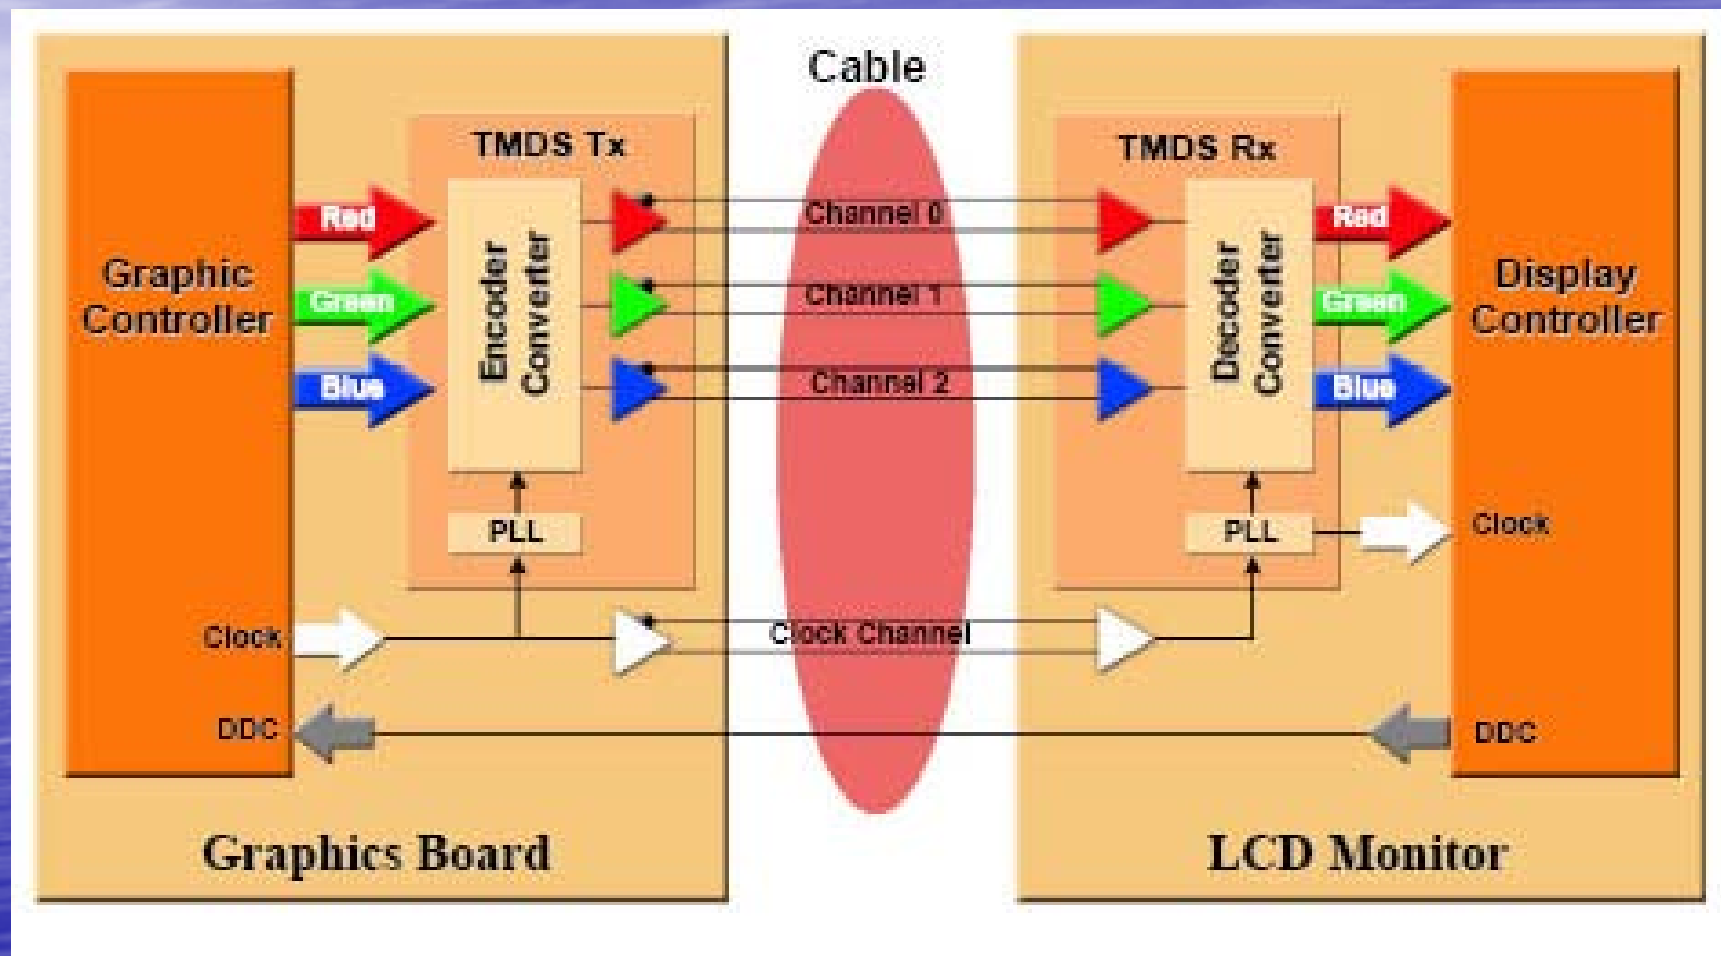 Cable
TMDS Tx
TMDS Rx
Red
Channel 0
Red
Graphic
Controller
Green
Encoder
Converter
Channel 1
Decoder
Converter
Green
Display
Controller
Blue
Channel 2
Blue
PLL
PLL
Clock
Clock
Clock Channel
DDC
DDC
Graphics Board
LCD Monitor